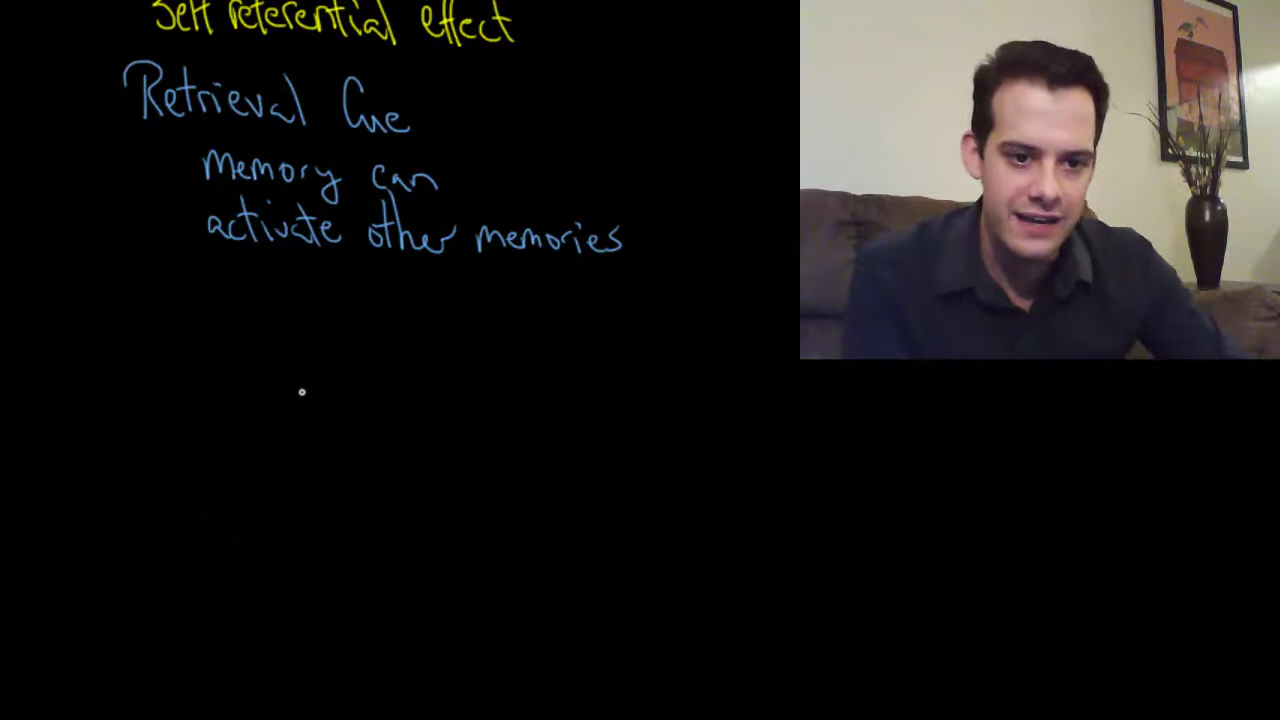 Self referential effect
Retrieval Cue
memory can
activate other memories